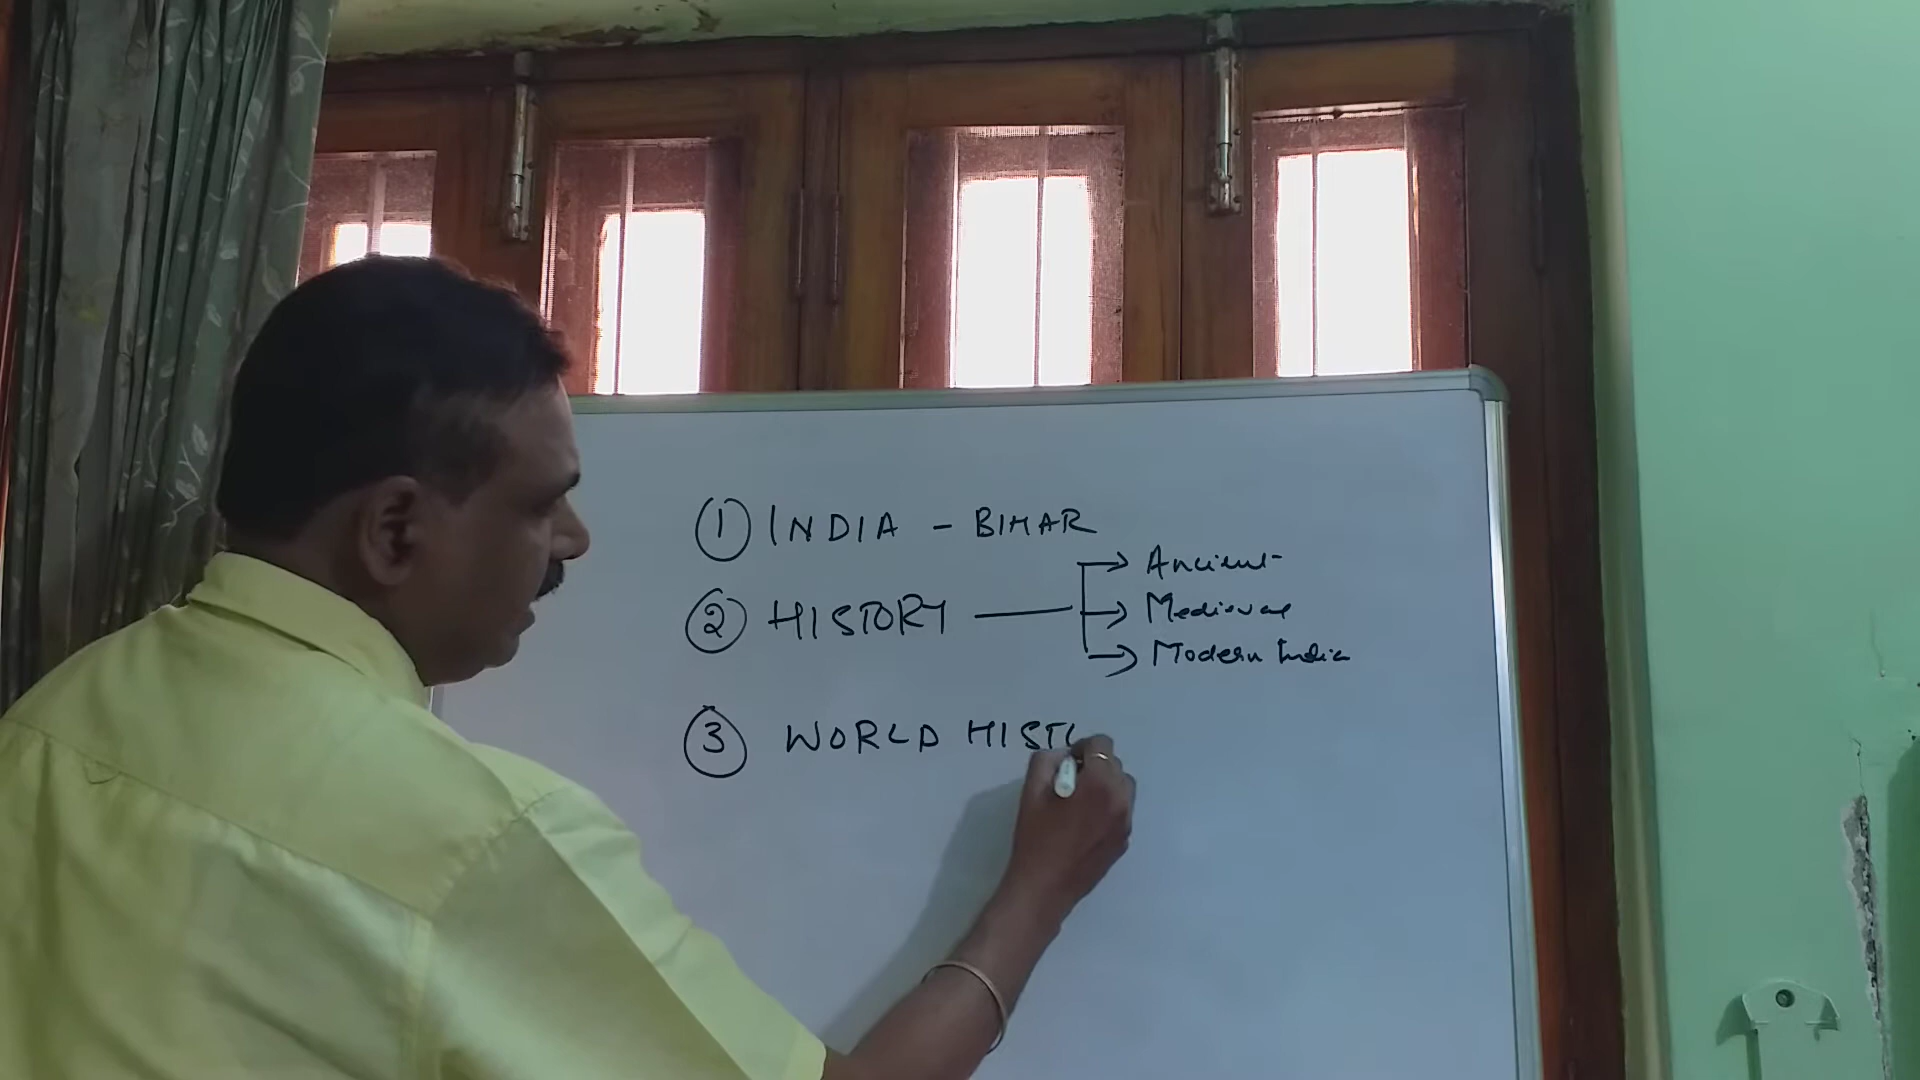 ① INDIA - BIHAR
Ancient
② HISTORY
Medieval
Modern India
③ WORLD HIST